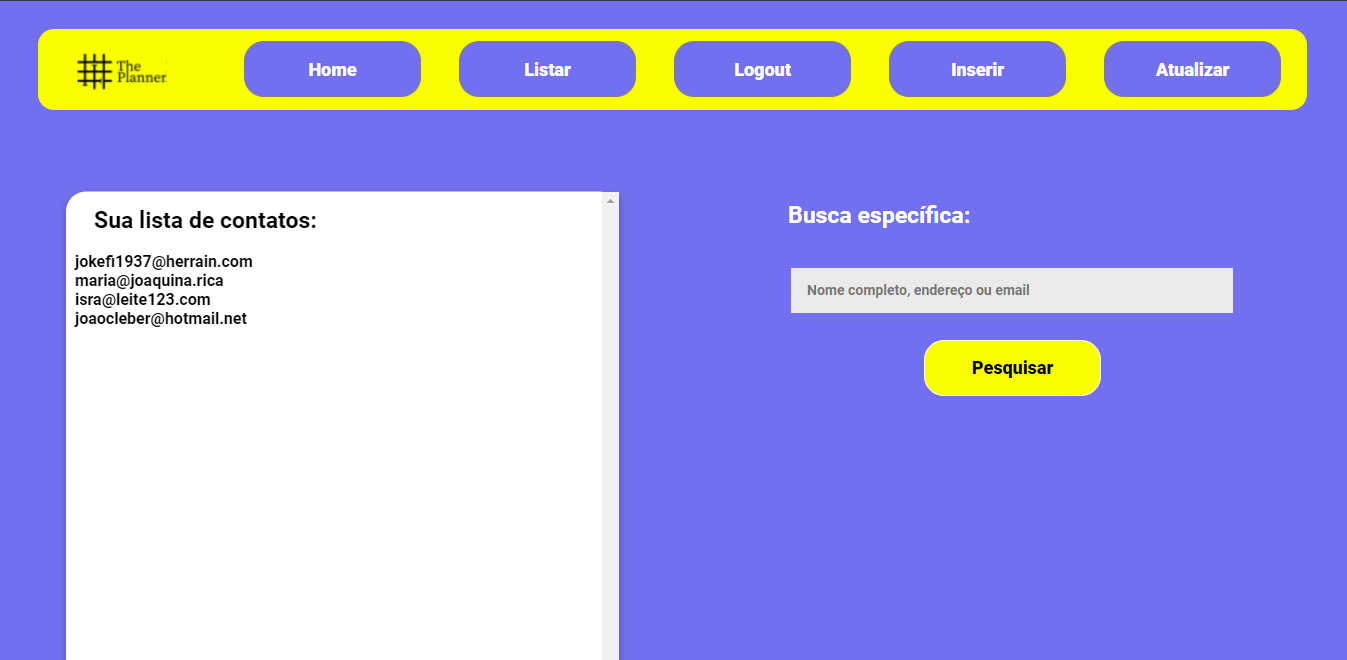 The
Planner
Home
Listar
Logout
Inserir
Atualizar
Sua lista de contatos:
jokefi1937@herrain.com
maria@joaquina.rica
isra@leite123.com
joaocleber@hotmail.net
Busca específica:
Nome completo, endereço ou email
Pesquisar